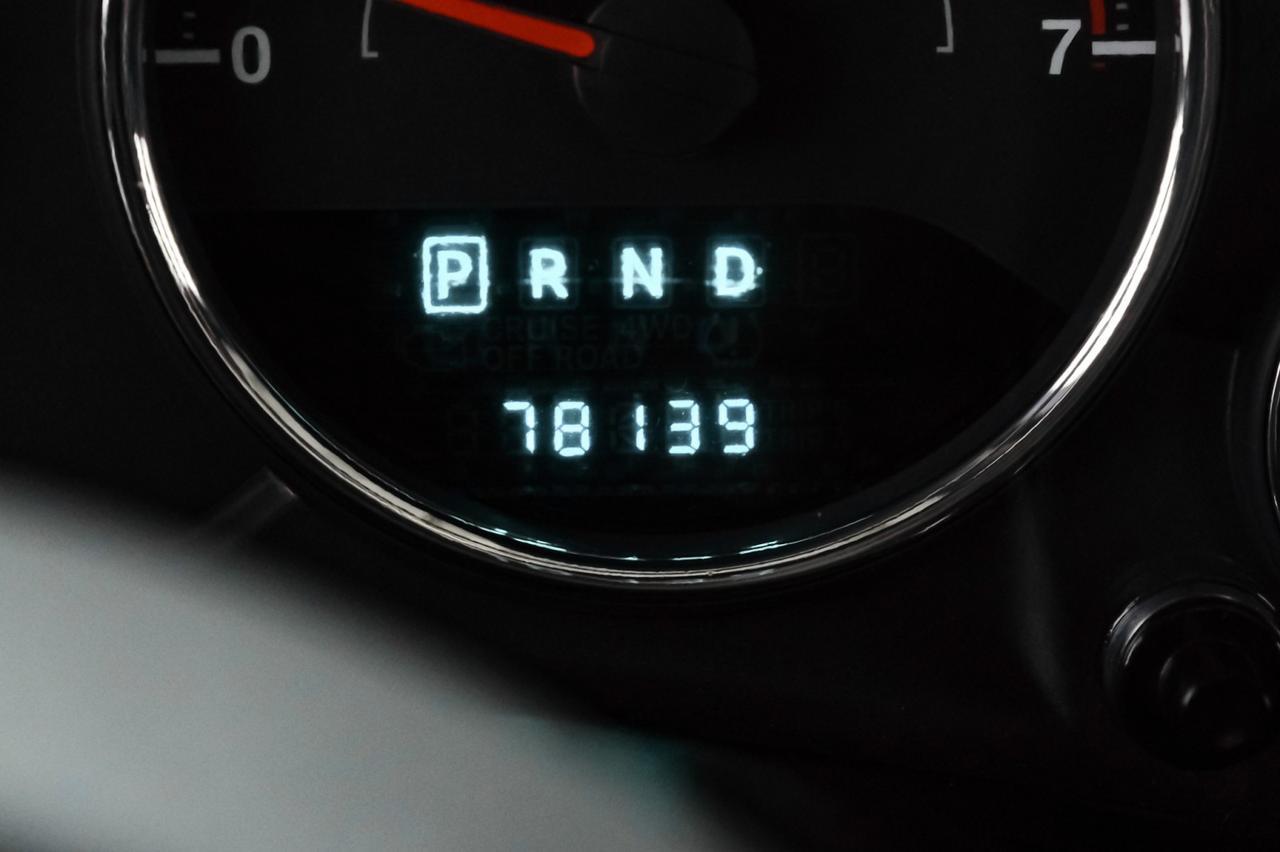 0 7
P R N D
CRUISE 4WD
OFF ROAD
78139